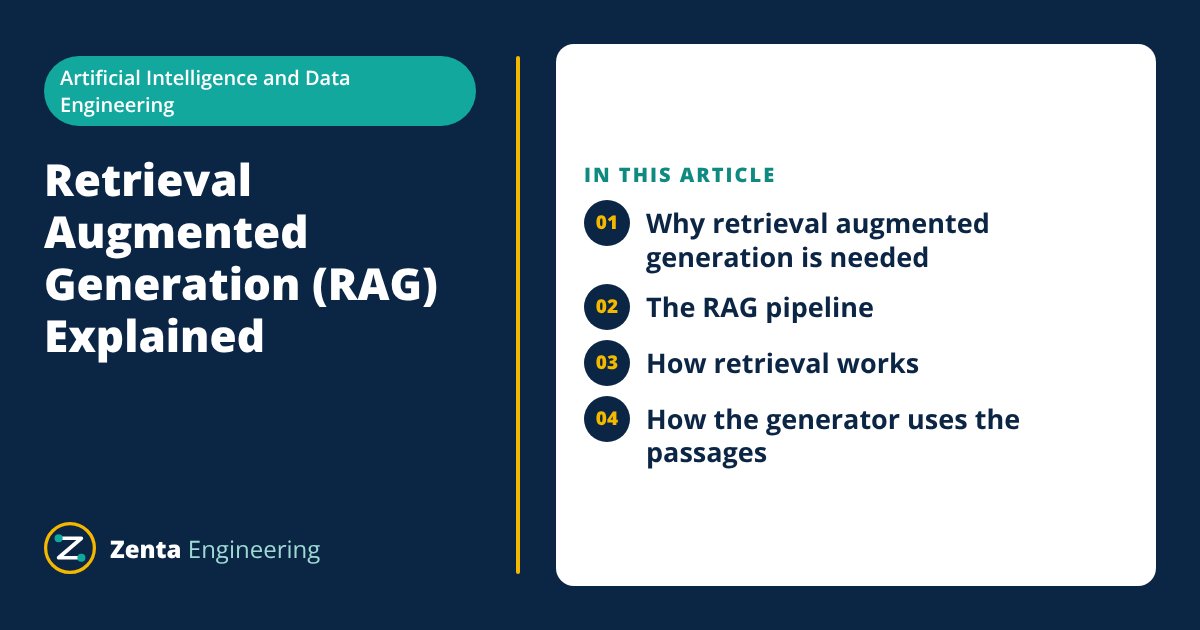 Artificial Intelligence and Data
Engineering
Retrieval
Augmented
Generation (RAG)
Explained
Zenta Engineering
IN THIS ARTICLE
01 Why retrieval augmented
generation is needed
02 The RAG pipeline
03 How retrieval works
04 How the generator uses the
passages